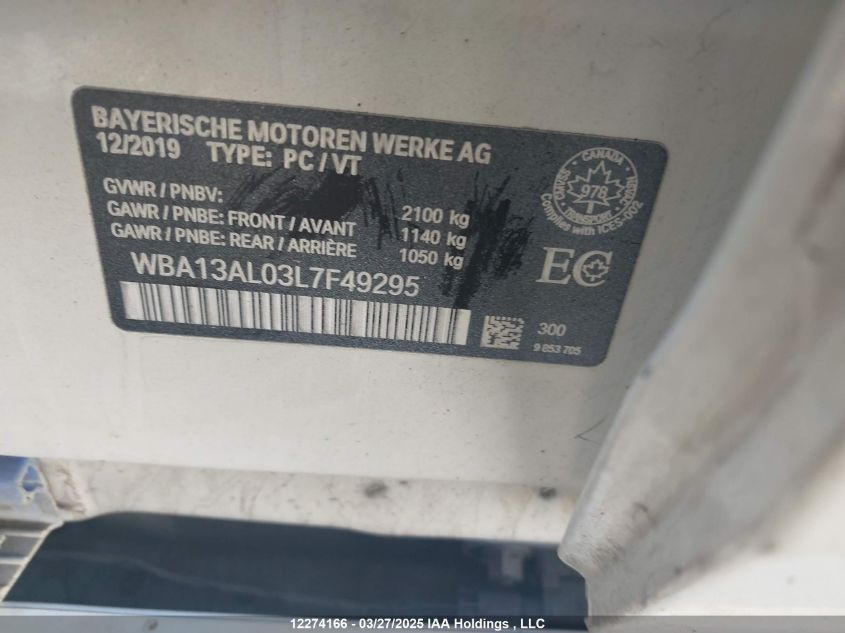 BAYERISCHE MOTOREN WERKE AG
12/2019 TYPE: PC / VT
GVWR / PNBV: 2100 kg
GAWR / PNBE: FRONT / AVANT 1140 kg
GAWR / PNBE: REAR / ARRIÈRE 1050 kg
WBA13AL03L7F49295
CANADA
978
TRANSPORT
Complies with ICES-002
EC
300
9 853 705
12274166 - 03/27/2025 IAA Holdings , LLC